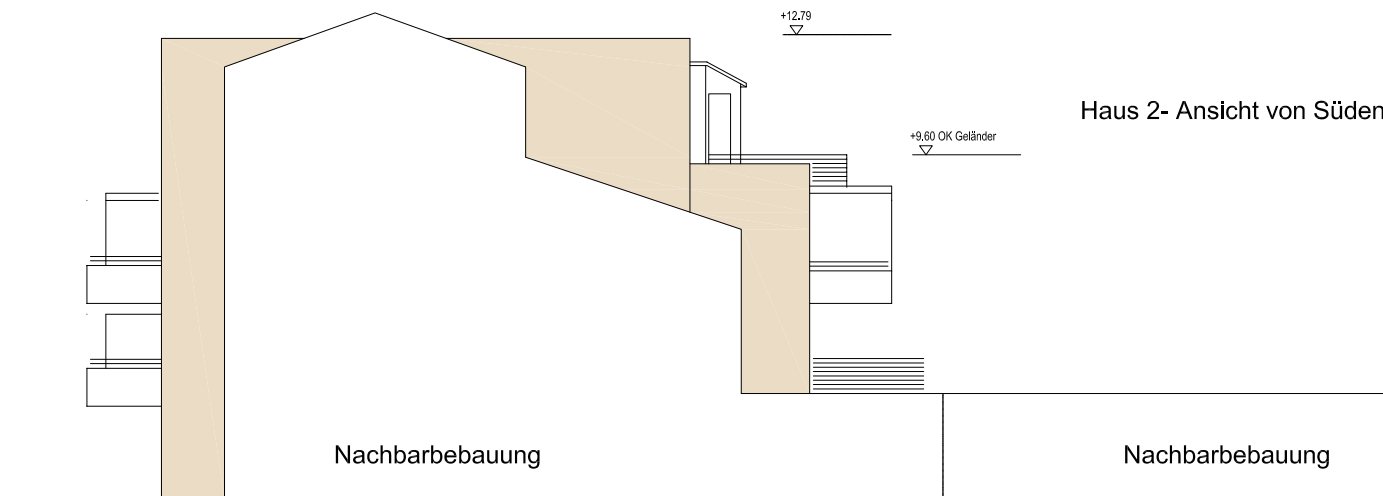 +12.79
Haus 2- Ansicht von Süden
+9.60 OK Geländer
Nachbarbebauung
Nachbarbebauung